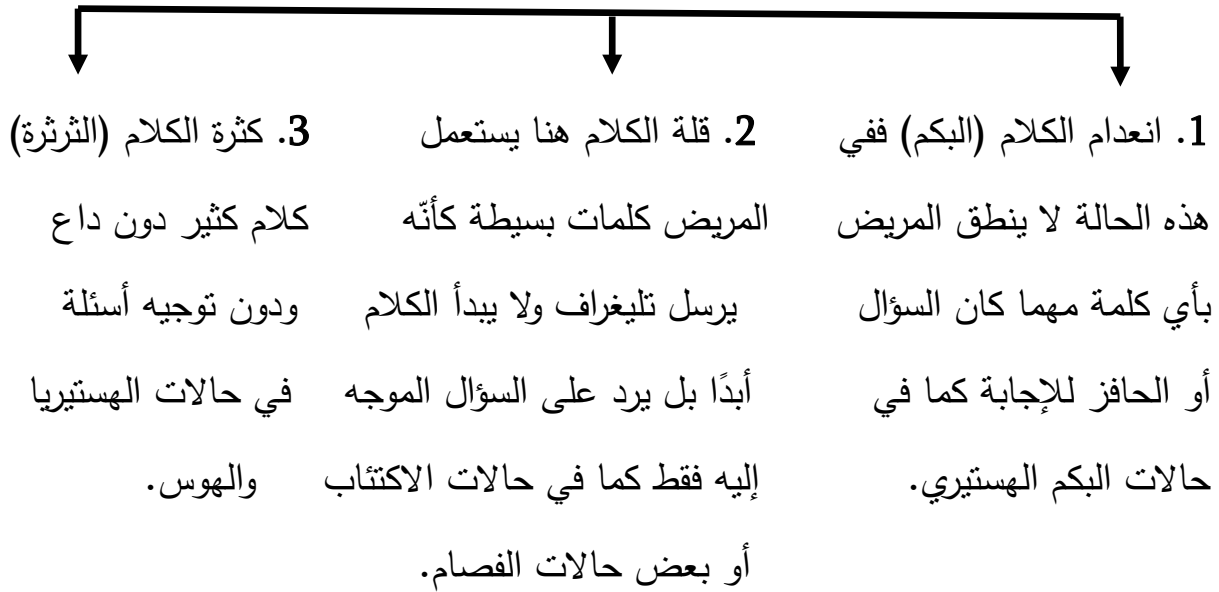 1. انعدام الكلام (البكم) ففي
هذه الحالة لا ينطق المريض
بأي كلمة مهما كان السؤال
أو الحافز للإجابة كما في
حالات البكم الهستيري.
2. قلة الكلام هنا يستعمل
المريض كلمات بسيطة كأنّه
يرسل تليغراف ولا يبدأ الكلام
أبدًا بل يرد على السؤال الموجه
إليه فقط كما في حالات الاكتئاب
أو بعض حالات الفصام.
3. كثرة الكلام (الثرثرة)
كلام كثير دون داع
ودون توجيه أسئلة
في حالات الهستيريا
والهوس.